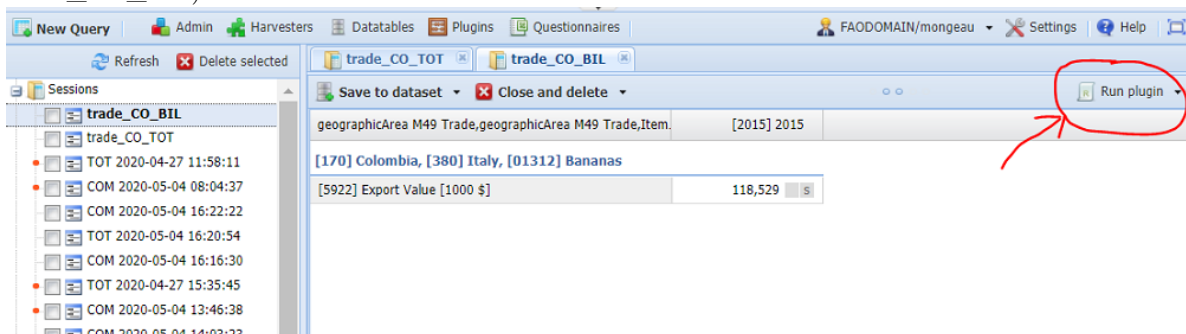 New Query Admin Harvesters Datatables Plugins Questionnaires FAODOMAIN/mongeau Settings Help
Refresh Delete selected trade_CO_TOT trade_CO_BIL
Sessions Save to dataset Close and delete Run plugin
trade_CO_BIL geographicArea M49 Trade,geographicArea M49 Trade,Item. [2015] 2015
trade_CO_TOT
TOT 2020-04-27 11:58:11 [170] Colombia, [380] Italy, [01312] Bananas
COM 2020-05-04 08:04:37 [5922] Export Value [1000 $] 118,529 s
COM 2020-05-04 16:22:22
TOT 2020-05-04 16:20:54
COM 2020-05-04 16:16:30
TOT 2020-04-27 15:35:45
COM 2020-05-04 13:46:38